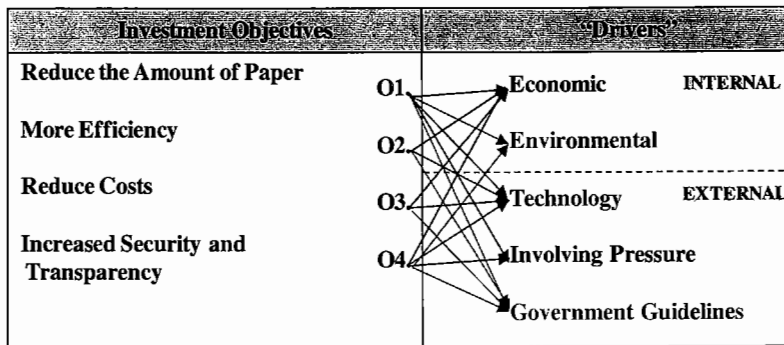 Investment Objectives
"Drivers"
Reduce the Amount of Paper
O1
Economic
INTERNAL
More Efficiency
O2
Environmental
Reduce Costs
O3
Technology
EXTERNAL
Increased Security and
Transparency
O4
Involving Pressure
Government Guidelines